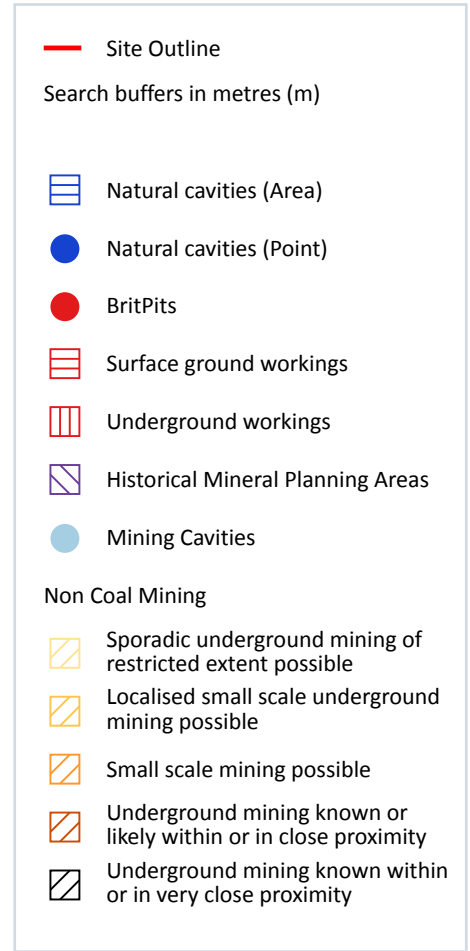 Site Outline
Search buffers in metres (m)
Natural cavities (Area)
Natural cavities (Point)
BritPits
Surface ground workings
Underground workings
Historical Mineral Planning Areas
Mining Cavities
Non Coal Mining
Sporadic underground mining of
restricted extent possible
Localised small scale underground
mining possible
Small scale mining possible
Underground mining known or
likely within or in close proximity
Underground mining known within
or in very close proximity